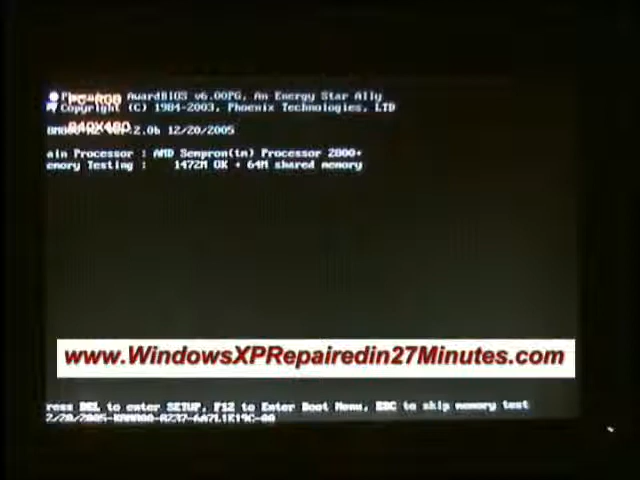 AwardBIOS v6.00PG, An Energy Star Ally
Copyright (C) 1984-2003, Phoenix Technologies, LTD
12/20/2005
ain Processor : AMD Sempron(tm) Processor 2800+
emory Testing : 1472M OK + 64M shared memory
www.WindowsXPRepairedin27Minutes.com
ress DEL to enter SETUP, F12 to Enter Boot Menu, ESC to skip memory test